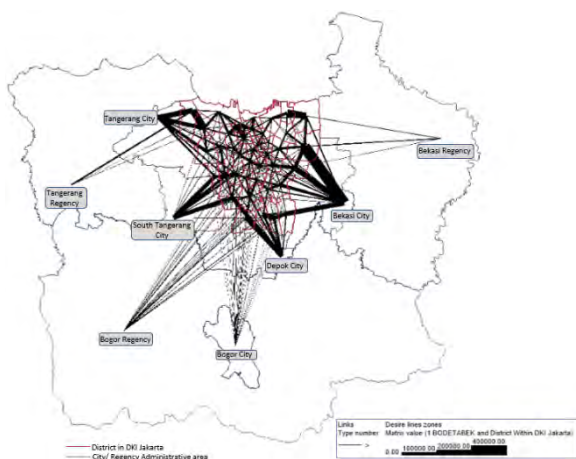 Tangerang City
Bekasi Regency
Tangerang
Regency
South Tangerang
City
Bekasi City
Depok City
Bogor Regency
Bogor City
Links
Type number
>
Desire lines zones
Matrix value (1 BODETABEK and District Within DKI Jakarta)
0.00 100000.00 200000.00 400000.00
District in DKI Jakarta
City/ Regency Administrative area